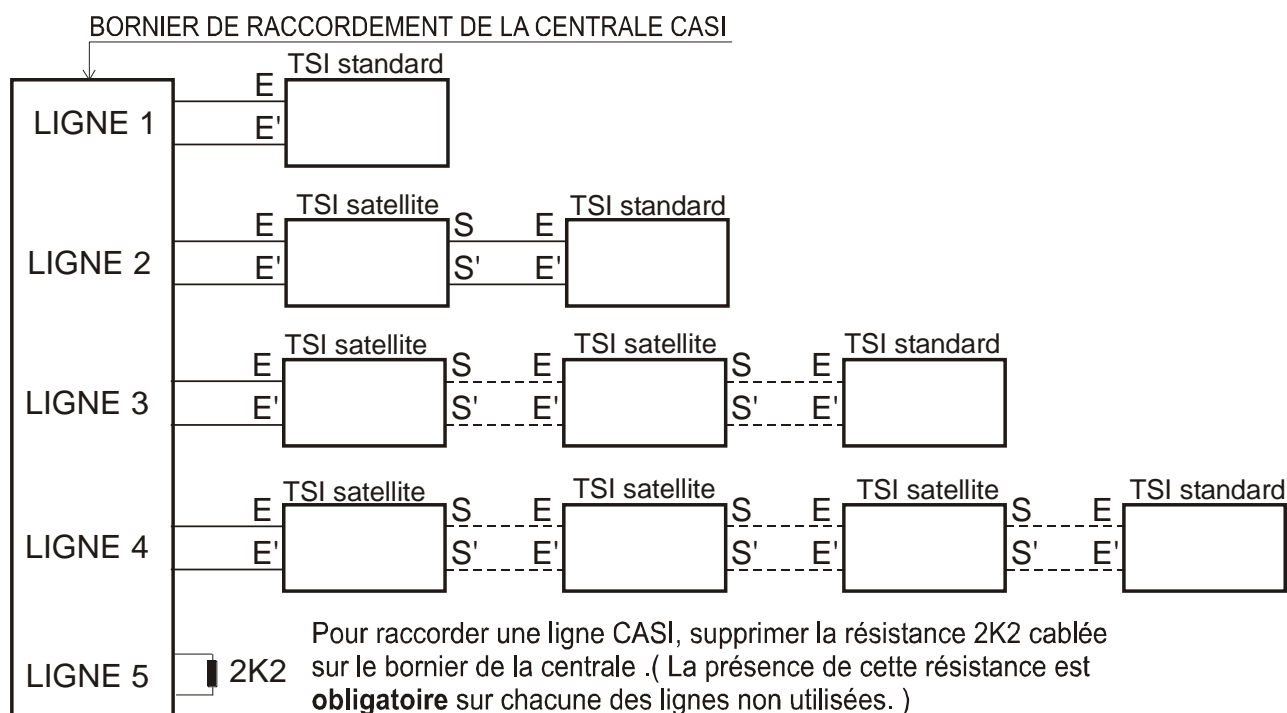 BORNIER DE RACCORDEMENT DE LA CENTRALE CASI
TSI standard
LIGNE 1
E
E'
TSI satellite
TSI standard
LIGNE 2
E
E'
S
S'
E
E'
TSI satellite
TSI satellite
TSI standard
LIGNE 3
E
E'
S
S'
E
E'
S
S'
E
E'
TSI satellite
TSI satellite
TSI satellite
TSI standard
LIGNE 4
E
E'
S
S'
E
E'
S
S'
E
E'
S
S'
E
E'
LIGNE 5
2K2
Pour raccorder une ligne CASI, supprimer la résistance 2K2 cablée
sur le bornier de la centrale .( La présence de cette résistance est
obligatoire sur chacune des lignes non utilisées. )